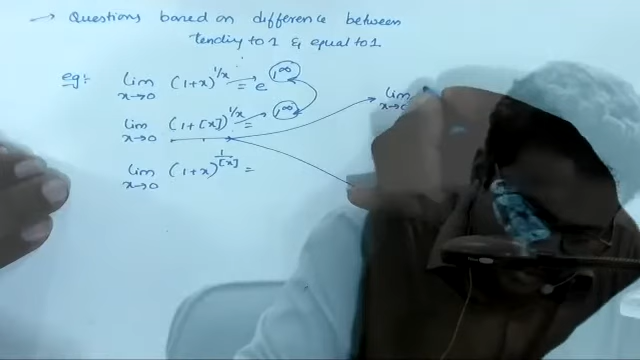 → Questions based on difference between
tending to 1 & equal to 1.
eg:- lim x→0 (1+x)^1/x = e 1^∞
lim x→0 (1+[x])^1/x = 1^∞
lim x→0
lim x→0 (1+x)^1/[x] =